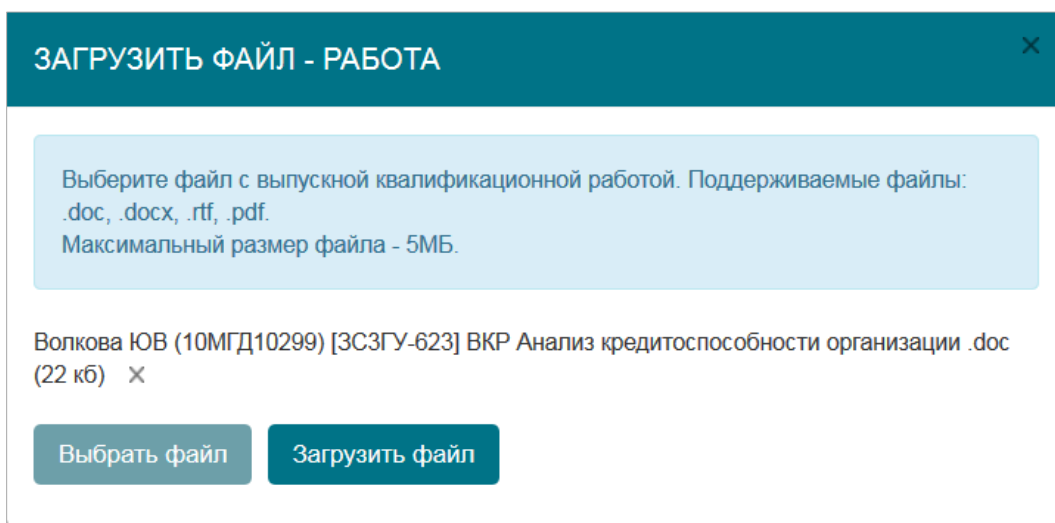 ЗАГРУЗИТЬ ФАЙЛ - РАБОТА
Выберите файл с выпускной квалификационной работой. Поддерживаемые файлы:
.doc, .docx, .rtf, .pdf.
Максимальный размер файла - 5МБ.
Волкова ЮВ (10МГД10299) [ЗСЗГУ-623] ВКР Анализ кредитоспособности организации .doc
(22 кб)
Выбрать файл
Загрузить файл